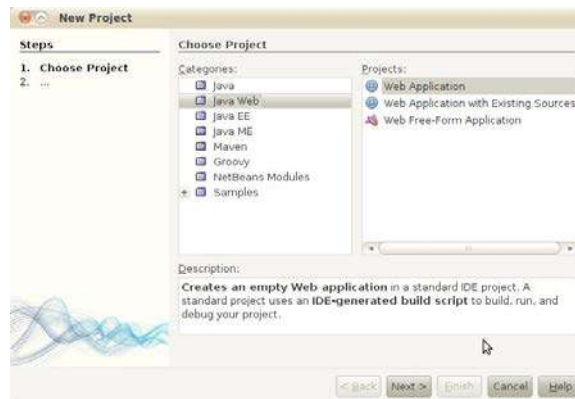 New Project
Steps
1. Choose Project
2. ...
Choose Project
Categories:
Java
Java Web
Java EE
Java ME
Maven
Groovy
NetBeans Modules
Samples
Projects:
Web Application
Web Application with Existing Sources
Web Free-Form Application
Description:
Creates an empty Web application in a standard IDE project. A
standard project uses an IDE-generated build script to build, run, and
debug your project.
< Back
Next >
Finish
Cancel
Help